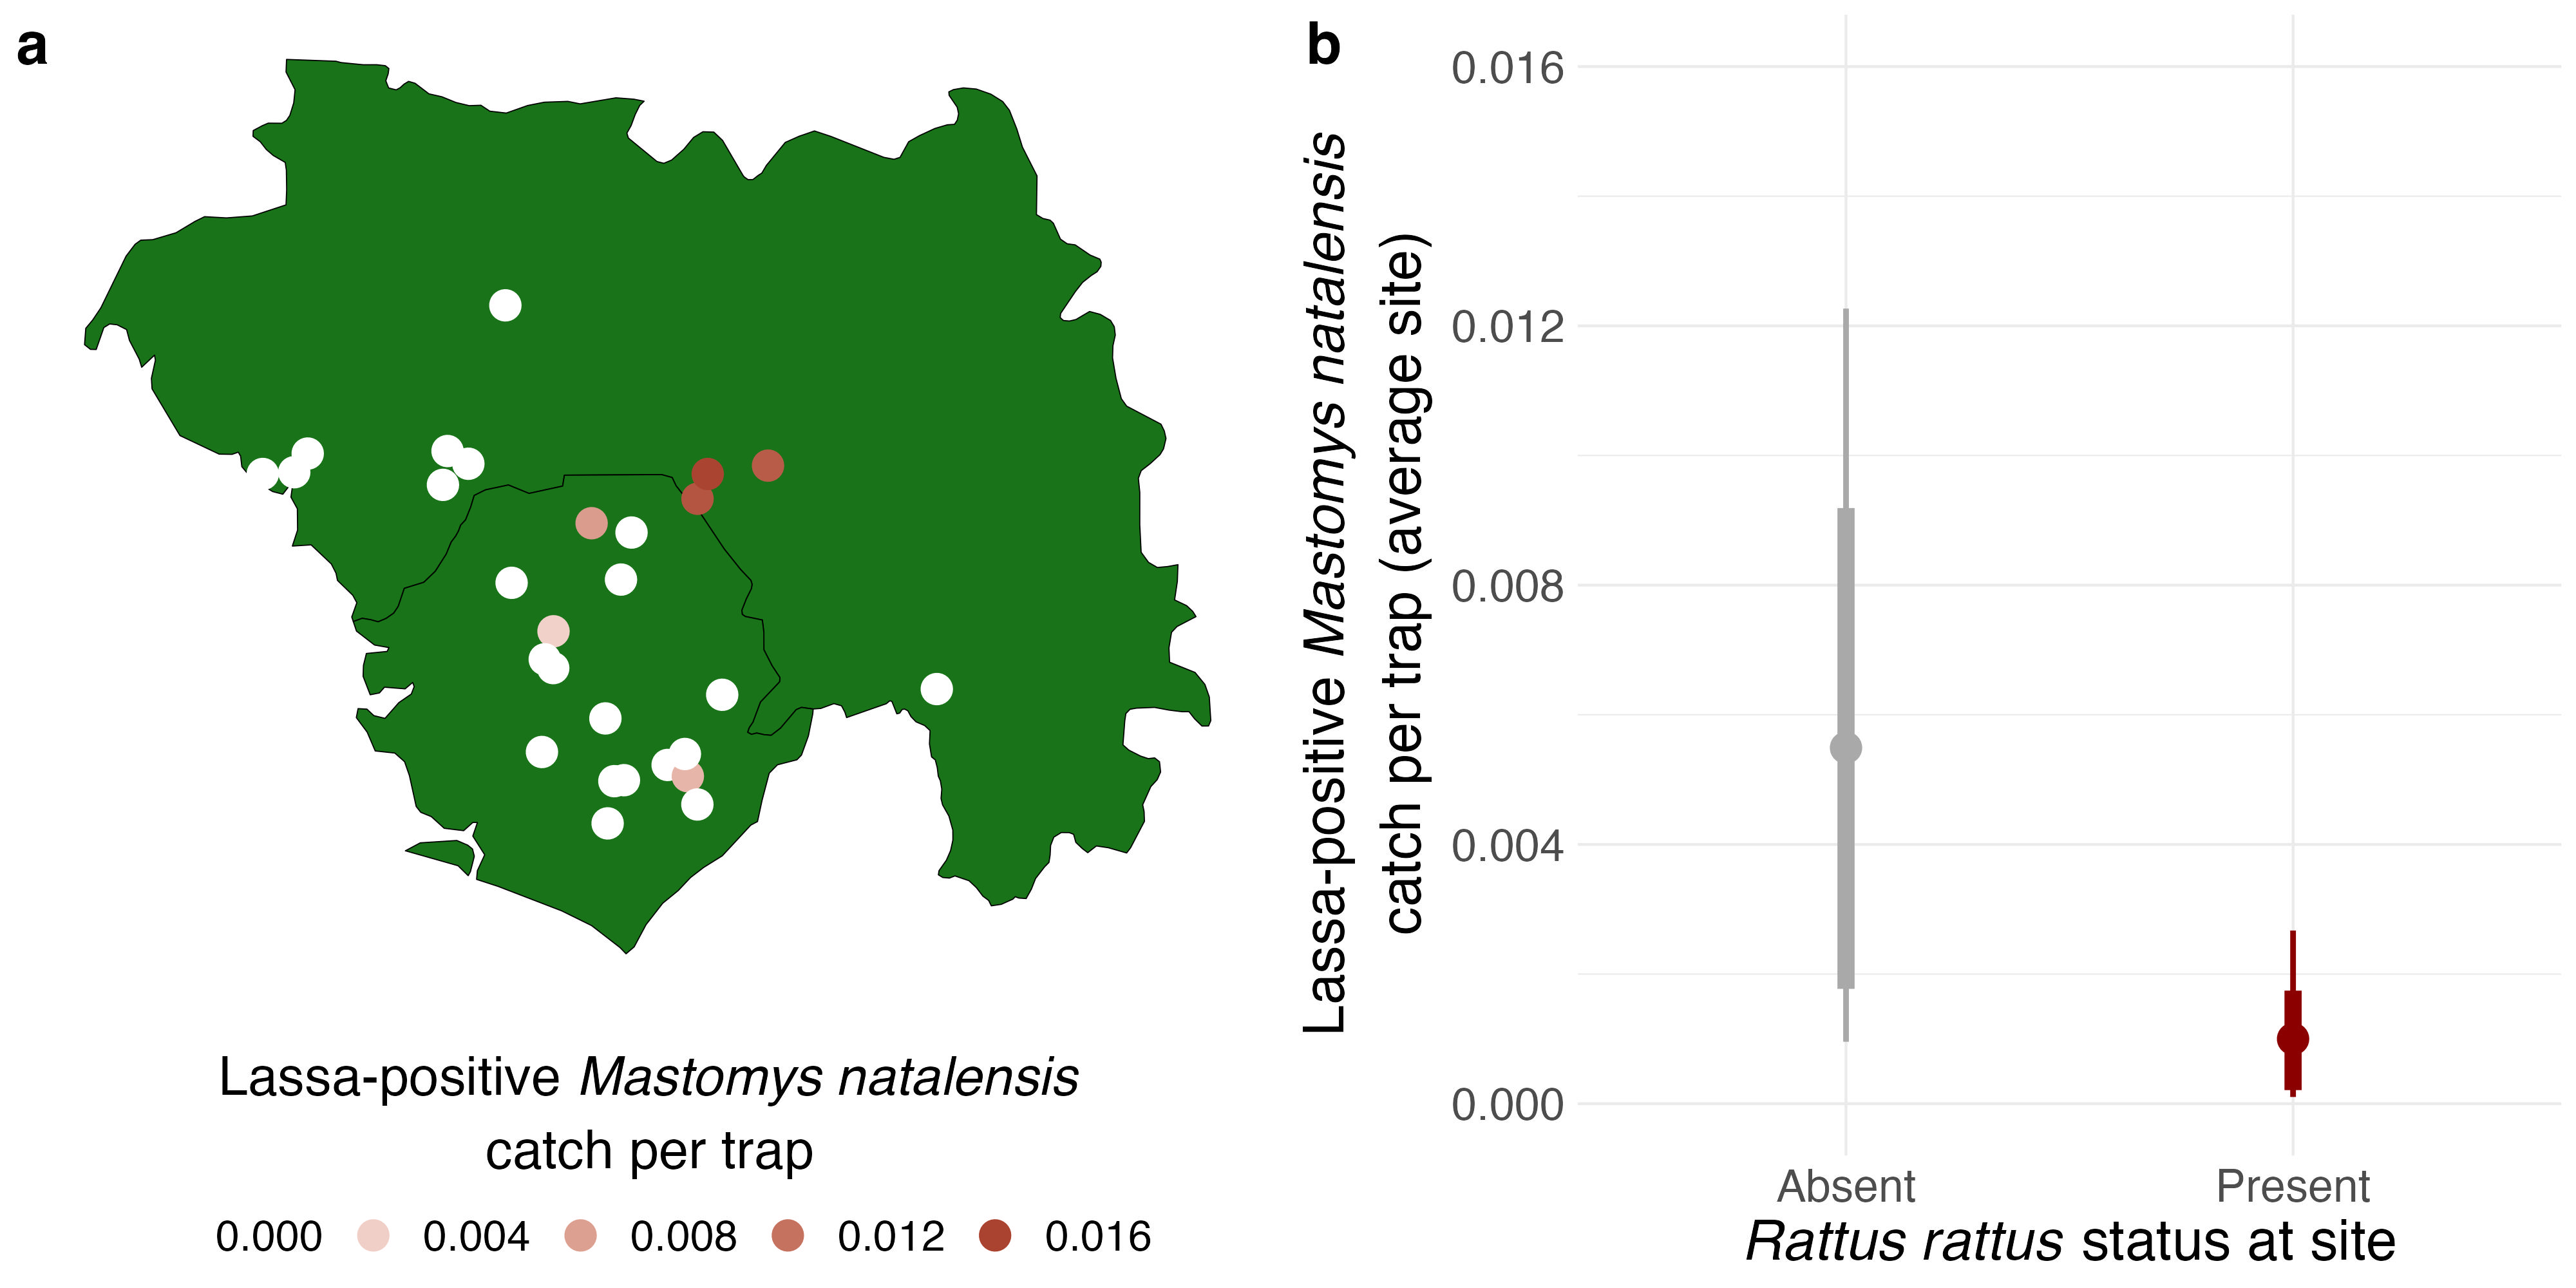 a
Lassa-positive Mastomys natalensis
catch per trap
0.000 0.004 0.008 0.012 0.016
b
Lassa-positive Mastomys natalensis
catch per trap (average site)
0.016
0.012
0.008
0.004
0.000
Absent Present
Rattus rattus status at site